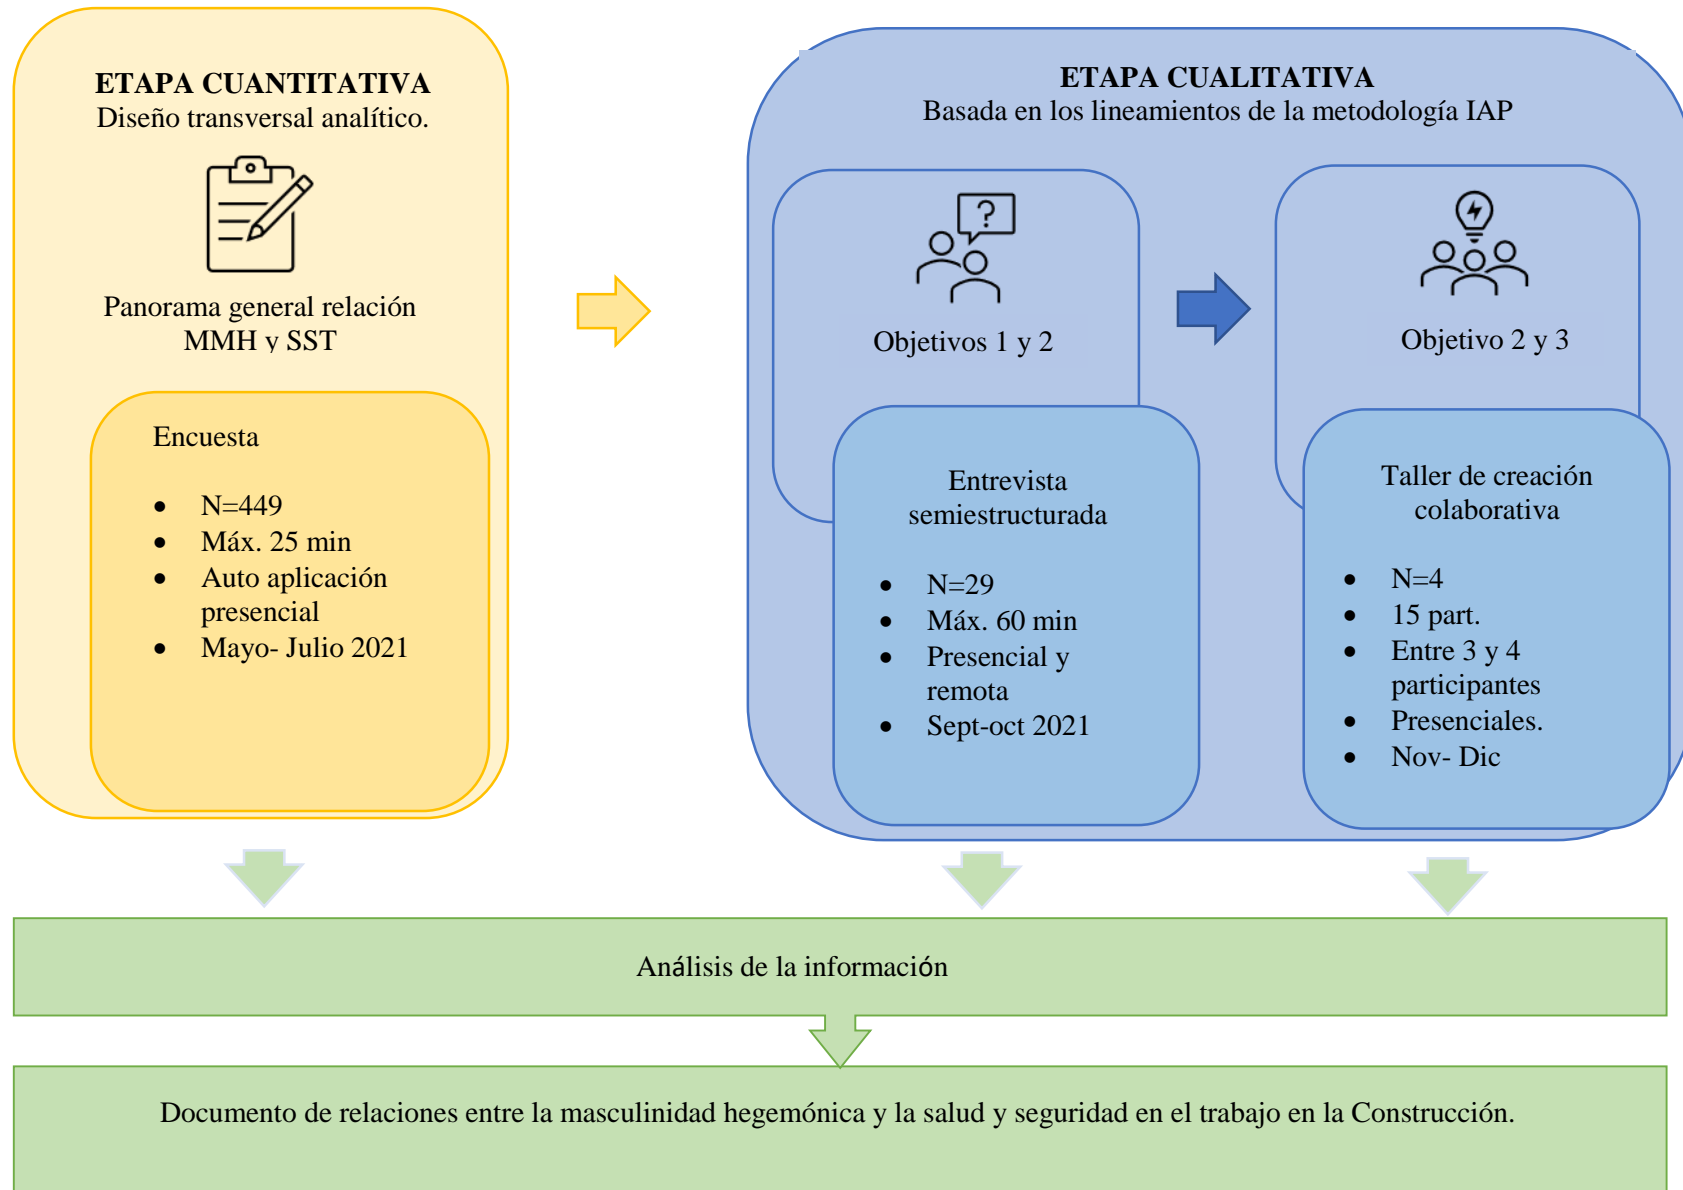 ETAPA CUANTITATIVA
Diseño transversal analítico.
Panorama general relación
MMH y SST
Encuesta
• N=449
• Máx. 25 min
• Auto aplicación
presencial
• Mayo- Julio 2021
ETAPA CUALITATIVA
Basada en los lineamientos de la metodología IAP
?
Objetivos 1 y 2
Entrevista
semiestructurada
• N=29
• Máx. 60 min
• Presencial y
remota
• Sept-oct 2021
Objetivo 2 y 3
Taller de creación
colaborativa
• N=4
• 15 part.
• Entre 3 y 4
participantes
• Presenciales.
• Nov- Dic
Análisis de la información
Documento de relaciones entre la masculinidad hegemónica y la salud y seguridad en el trabajo en la Construcción.